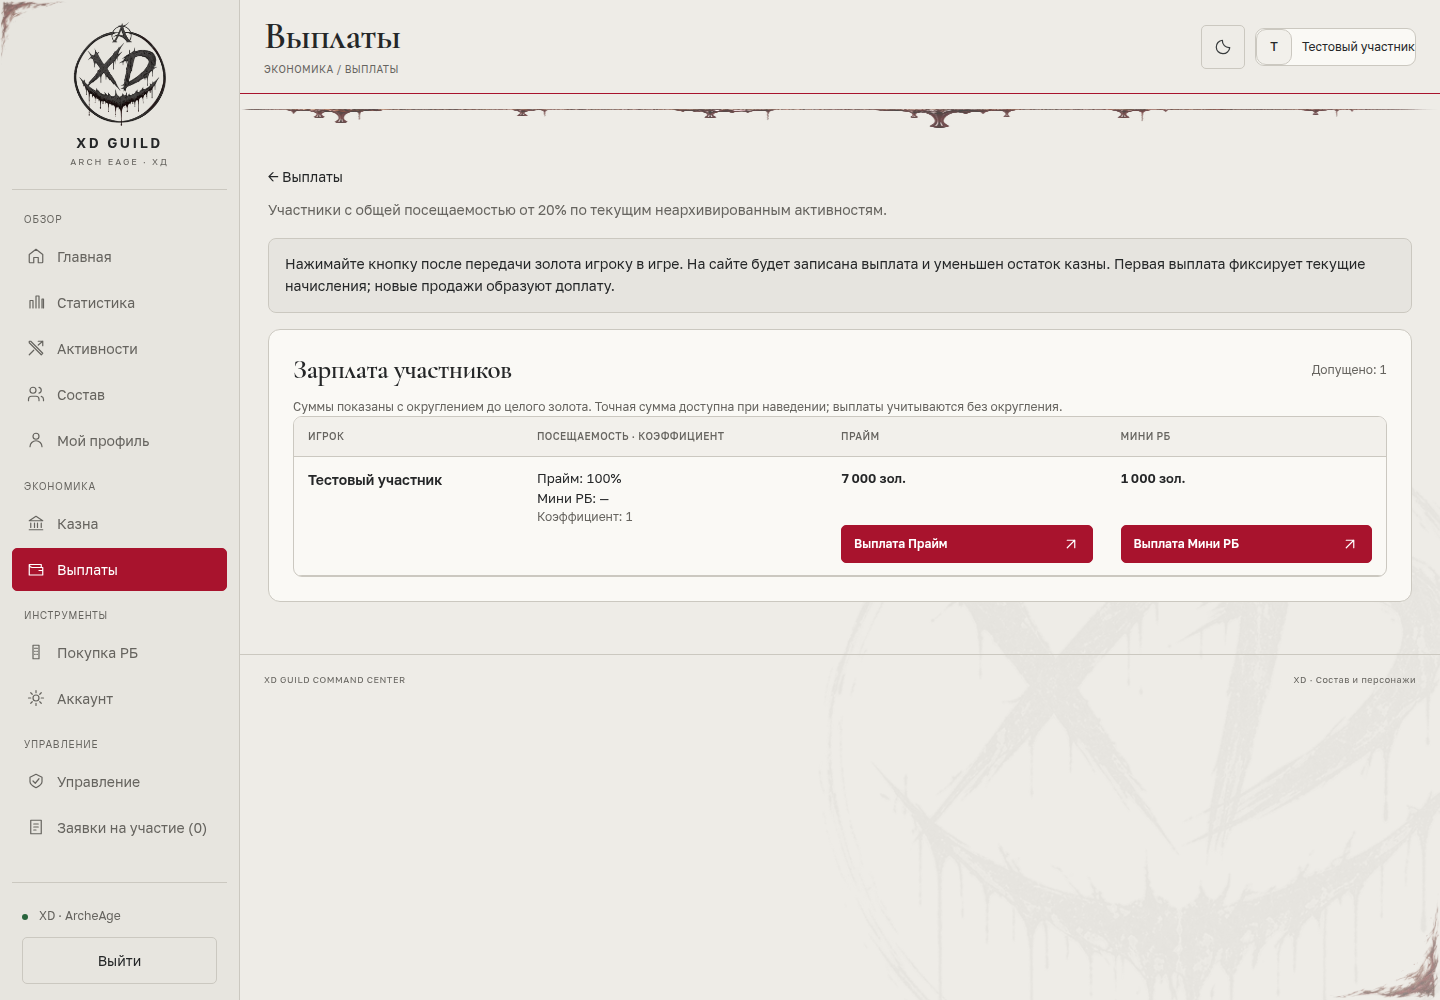 XD
XD GUILD
ARCH EAGE · ХД
ОБЗОР
Главная
Статистика
Активности
Состав
Мой профиль
ЭКОНОМИКА
Казна
Выплаты
ИНСТРУМЕНТЫ
Покупка РБ
Аккаунт
УПРАВЛЕНИЕ
Управление
Заявки на участие (0)
XD · ArcheAge
Выйти
Выплаты
ЭКОНОМИКА / ВЫПЛАТЫ
Т
Тестовый участник
← Выплаты
Участники с общей посещаемостью от 20% по текущим неархивированным активностям.
Нажимайте кнопку после передачи золота игроку в игре. На сайте будет записана выплата и уменьшен остаток казны. Первая выплата фиксирует текущие
начисления; новые продажи образуют доплату.
Зарплата участников
Допущено: 1
Суммы показаны с округлением до целого золота. Точная сумма доступна при наведении; выплаты учитываются без округления.
ИГРОК ПОСЕЩАЕМОСТЬ · КОЭФФИЦИЕНТ ПРАЙМ МИНИ РБ
Тестовый участник Прайм: 100% 7 000 зол. 1 000 зол.
Мини РБ: —
Коэффициент: 1
Выплата Прайм Выплата Мини РБ
XD GUILD COMMAND CENTER
XD · Состав и персонажи